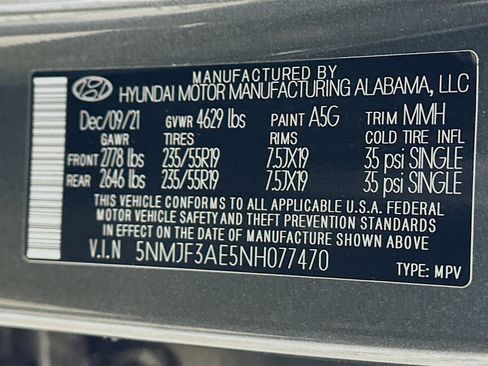 MANUFACTURED BY
HYUNDAI MOTOR MANUFACTURING ALABAMA, LLC
Dec/09/21 GVWR 4629 lbs PAINT A5G TRIM MMH
GAWR TIRES RIMS COLD TIRE INFL
FRONT 2778 lbs 235/55R19 7.5JX19 35 psi SINGLE
REAR 2646 lbs 235/55R19 7.5JX19 35 psi SINGLE
THIS VEHICLE CONFORMS TO ALL APPLICABLE U.S.A. FEDERAL
MOTOR VEHICLE SAFETY AND THEFT PREVENTION STANDARDS
IN EFFECT ON THE DATE OF MANUFACTURE SHOWN ABOVE
V.I.N 5NMJF3AE5NH077470
TYPE: MPV